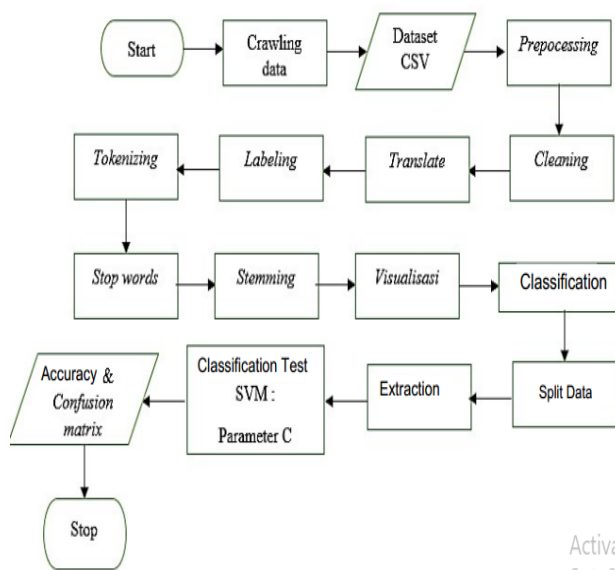 Start
Crawling
data
Dataset
CSV
Prepocessing
Tokenizing
Labeling
Translate
Cleaning
Stop words
Stemming
Visualisasi
Classification
Accuracy &
Confusion
matrix
Classification Test
SVM :
Parameter C
Extraction
Split Data
Stop
Activa